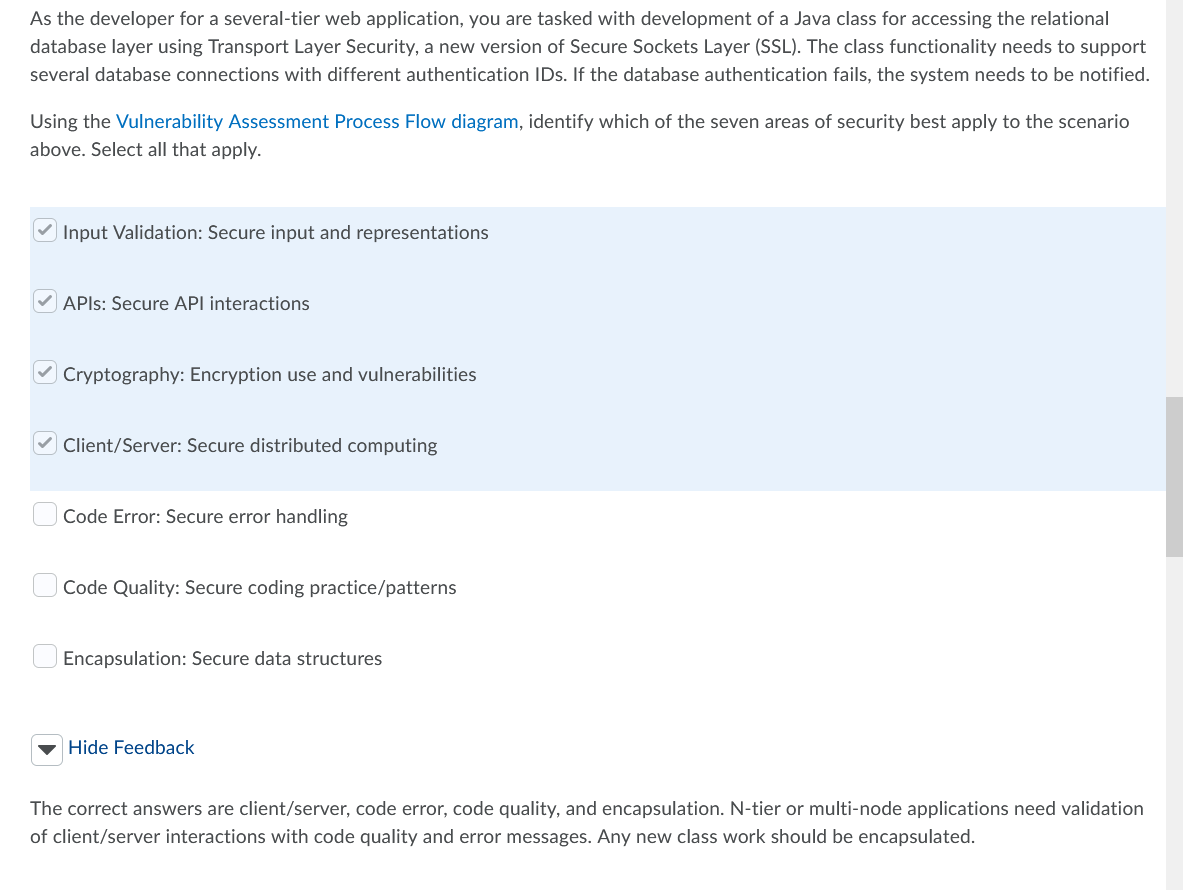 As the developer for a several-tier web application, you are tasked with development of a Java class for accessing the relational
database layer using Transport Layer Security, a new version of Secure Sockets Layer (SSL). The class functionality needs to support
several database connections with different authentication IDs. If the database authentication fails, the system needs to be notified.
Using the Vulnerability Assessment Process Flow diagram, identify which of the seven areas of security best apply to the scenario
above. Select all that apply.
Input Validation: Secure input and representations
APIs: Secure API interactions
Cryptography: Encryption use and vulnerabilities
Client/Server: Secure distributed computing
Code Error: Secure error handling
Code Quality: Secure coding practice/patterns
Encapsulation: Secure data structures
Hide Feedback
The correct answers are client/server, code error, code quality, and encapsulation. N-tier or multi-node applications need validation
of client/server interactions with code quality and error messages. Any new class work should be encapsulated.